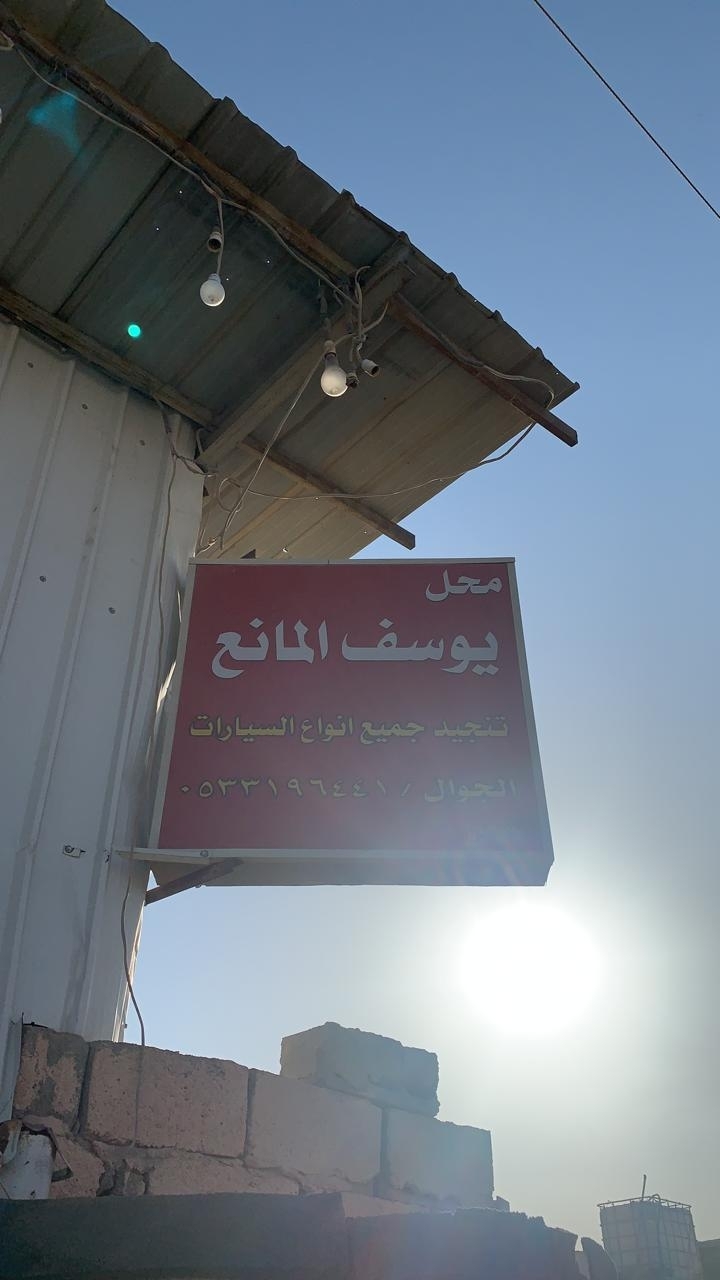 محل
يوسف المانع
تنجيد جميع انواع السيارات
الجوال / ٠٥٣٣١٩٦٤٤١